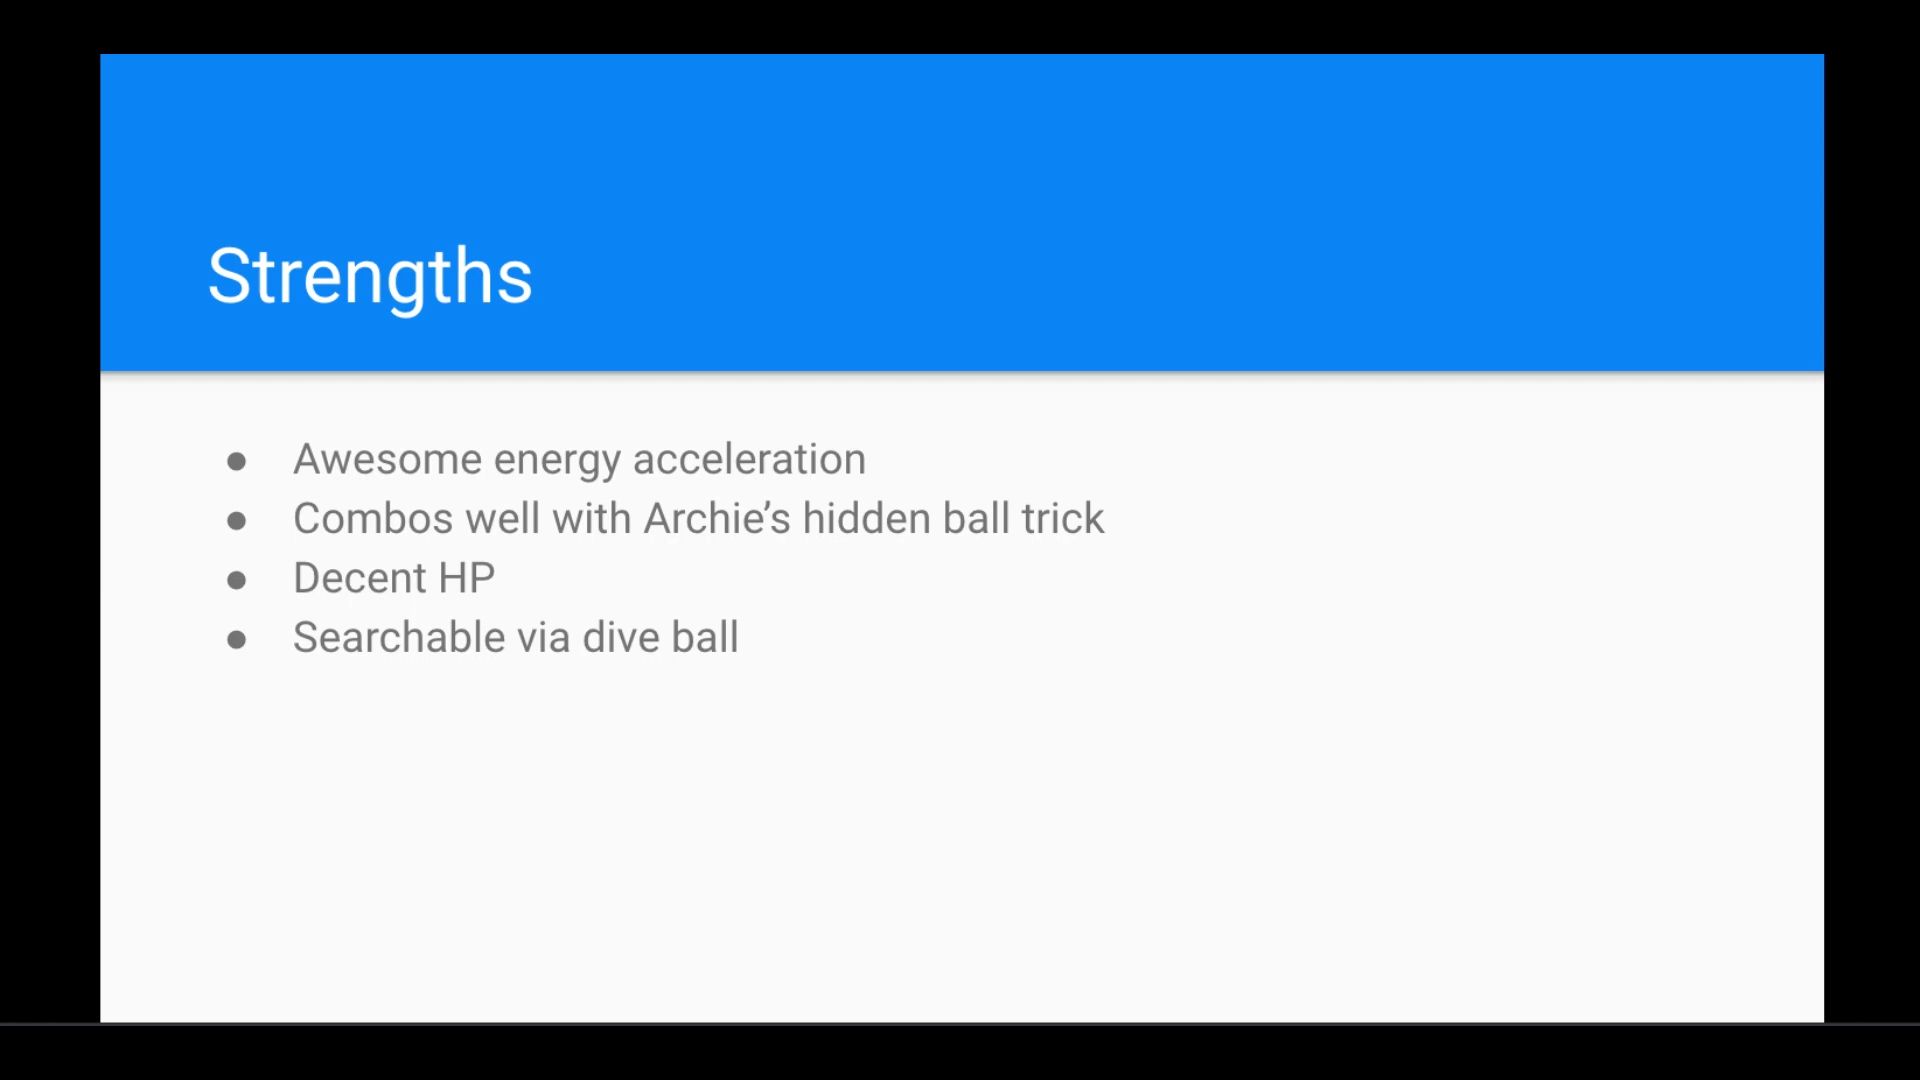 Strengths
● Awesome energy acceleration
● Combos well with Archie’s hidden ball trick
● Decent HP
● Searchable via dive ball